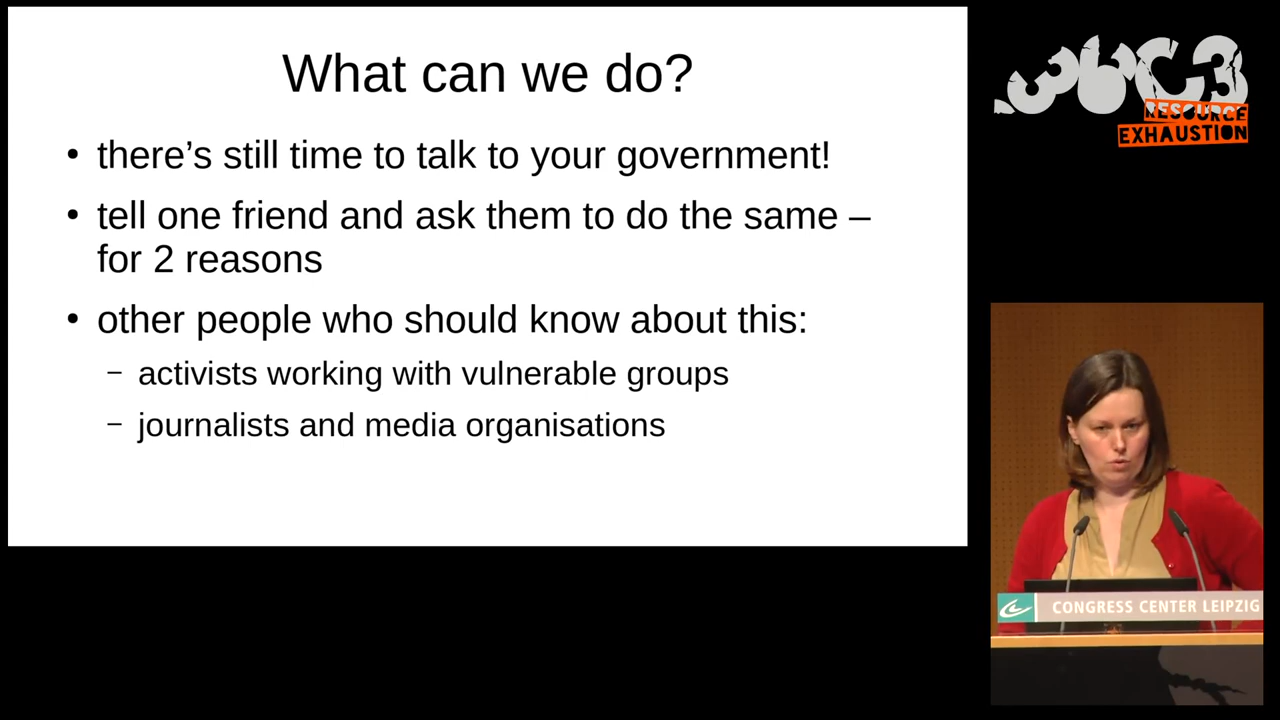 What can we do?
• there’s still time to talk to your government!
• tell one friend and ask them to do the same –
for 2 reasons
• other people who should know about this:
– activists working with vulnerable groups
– journalists and media organisations
36C3
RESOURCE
EXHAUSTION
CONGRESS CENTER LEIPZIG